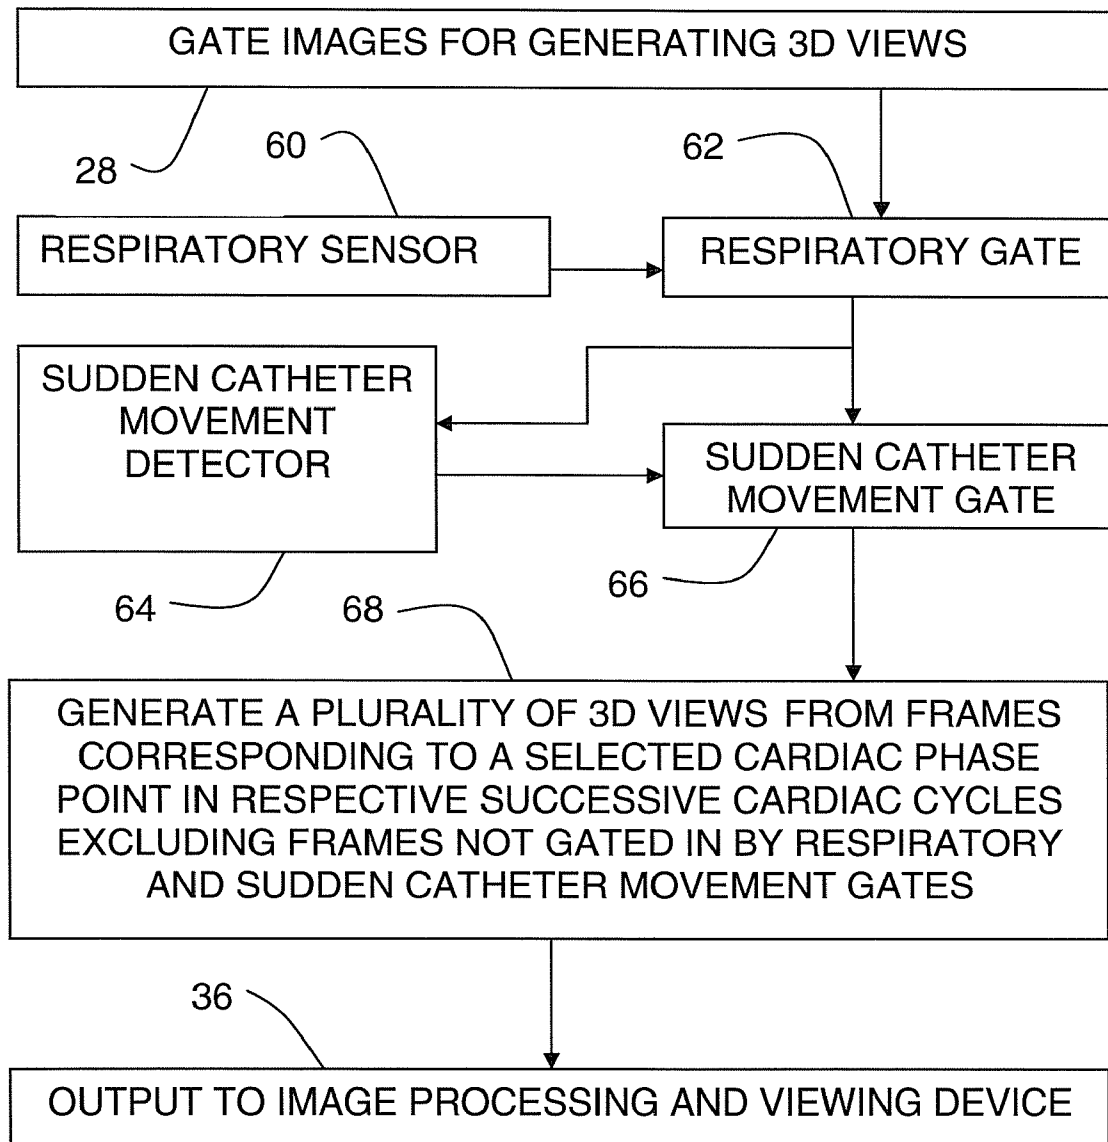 GATE IMAGES FOR GENERATING 3D VIEWS
28
60
62
RESPIRATORY SENSOR
RESPIRATORY GATE
SUDDEN CATHETER
MOVEMENT
DETECTOR
SUDDEN CATHETER
MOVEMENT GATE
64
68
66
GENERATE A PLURALITY OF 3D VIEWS FROM FRAMES
CORRESPONDING TO A SELECTED CARDIAC PHASE
POINT IN RESPECTIVE SUCCESSIVE CARDIAC CYCLES
EXCLUDING FRAMES NOT GATED IN BY RESPIRATORY
AND SUDDEN CATHETER MOVEMENT GATES
36
OUTPUT TO IMAGE PROCESSING AND VIEWING DEVICE